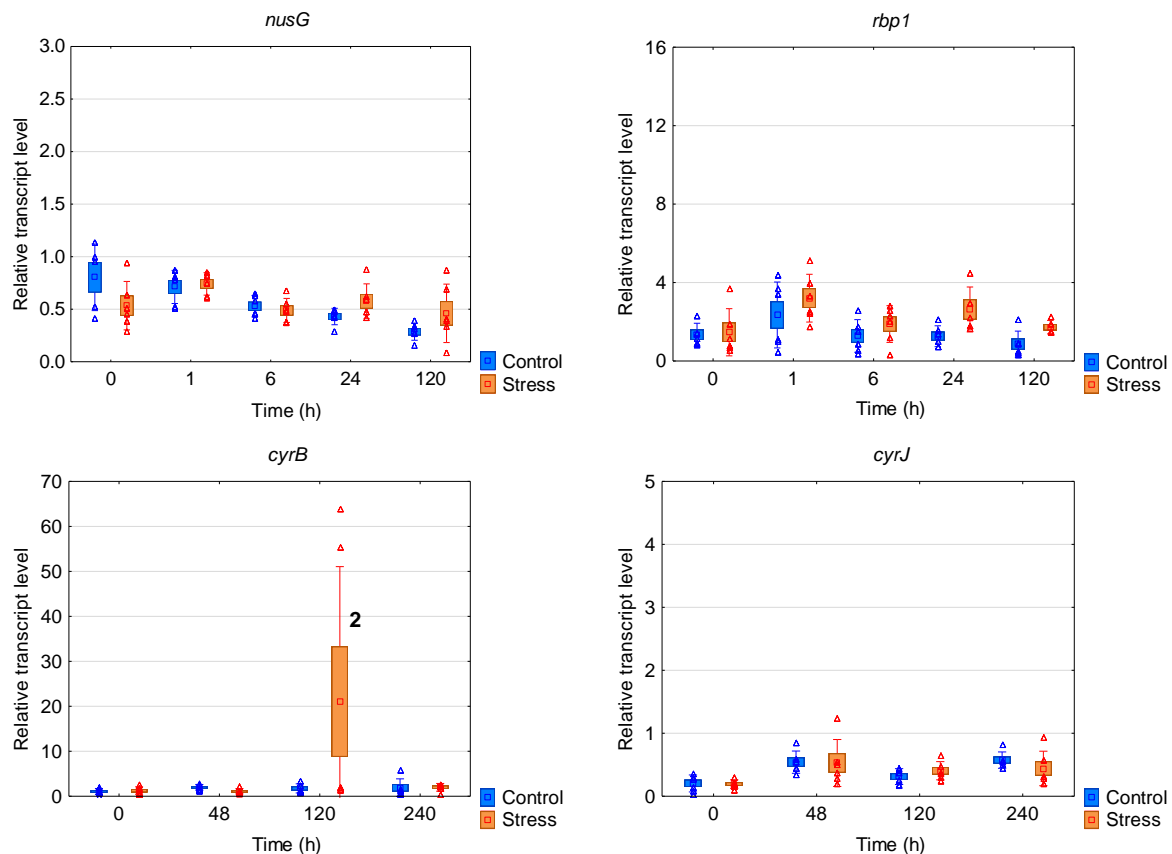 nusG
3.0
2.5
2.0
1.5
1.0
0.5
0.0
Relative transcript level
0 1 6 24 120
Time (h)
Control
Stress
rbp1
16
12
8
4
0
Relative transcript level
0 1 6 24 120
Time (h)
Control
Stress
cyrB
70
60
50
40
30
20
10
0
Relative transcript level
2
0 48 120 240
Time (h)
Control
Stress
cyrJ
5
4
3
2
1
0
Relative transcript level
0 48 120 240
Time (h)
Control
Stress